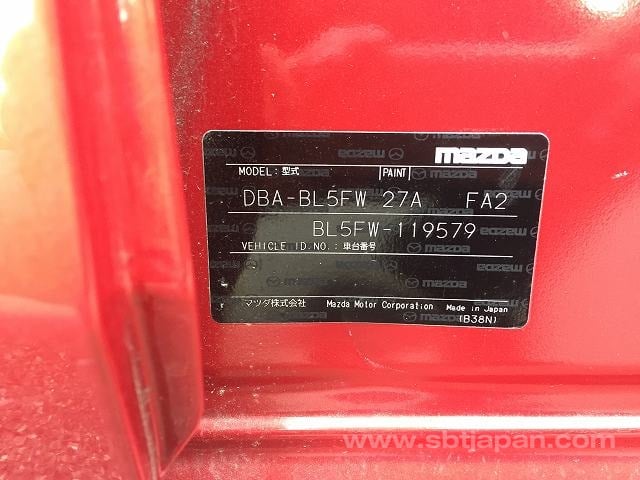 mazda
MODEL:型式 PAINT
DBA-BL5FW 27A FA2
BL5FW-119579
VEHICLE ID.NO.:車台番号
マツダ株式会社 Mazda Motor Corporation Made in Japan
(B38N)
www.sbtjapan.com